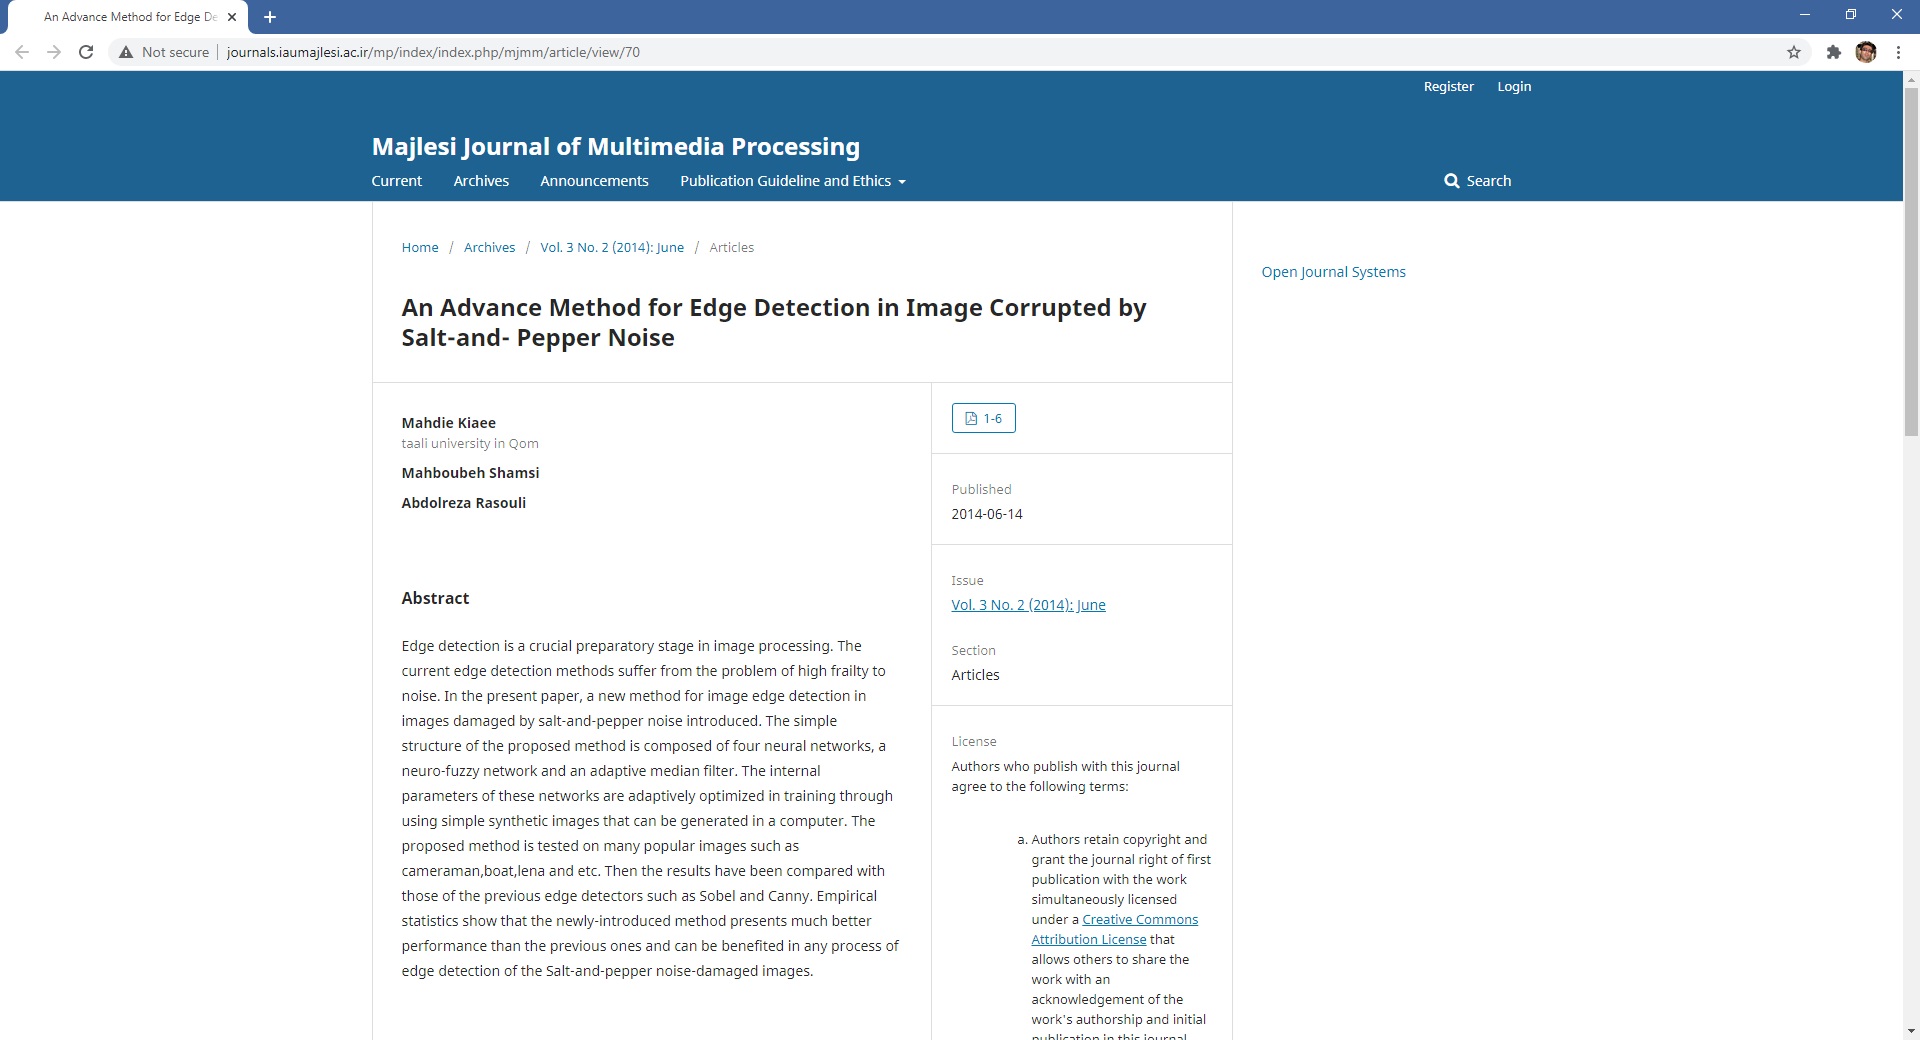 An Advance Method for Edge De
Not secure
journals.iaumajlesi.ac.ir/mp/index/index.php/mjmm/article/view/70
Register Login
Majlesi Journal of Multimedia Processing
Current Archives Announcements Publication Guideline and Ethics Search
Home / Archives / Vol. 3 No. 2 (2014): June / Articles
Open Journal Systems
An Advance Method for Edge Detection in Image Corrupted by
Salt-and- Pepper Noise
Mahdie Kiaee
taali university in Qom
Mahboubeh Shamsi
Abdolreza Rasouli
Abstract
Edge detection is a crucial preparatory stage in image processing. The
current edge detection methods suffer from the problem of high frailty to
noise. In the present paper, a new method for image edge detection in
images damaged by salt-and-pepper noise introduced. The simple
structure of the proposed method is composed of four neural networks, a
neuro-fuzzy network and an adaptive median filter. The internal
parameters of these networks are adaptively optimized in training through
using simple synthetic images that can be generated in a computer. The
proposed method is tested on many popular images such as
cameraman,boat,lena and etc. Then the results have been compared with
those of the previous edge detectors such as Sobel and Canny. Empirical
statistics show that the newly-introduced method presents much better
performance than the previous ones and can be benefited in any process of
edge detection of the Salt-and-pepper noise-damaged images.
1-6
Published
2014-06-14
Issue
Vol. 3 No. 2 (2014): June
Section
Articles
License
Authors who publish with this journal
agree to the following terms:
a. Authors retain copyright and
grant the journal right of first
publication with the work
simultaneously licensed
under a Creative Commons
Attribution License that
allows others to share the
work with an
acknowledgement of the
work's authorship and initial
publication in this journal